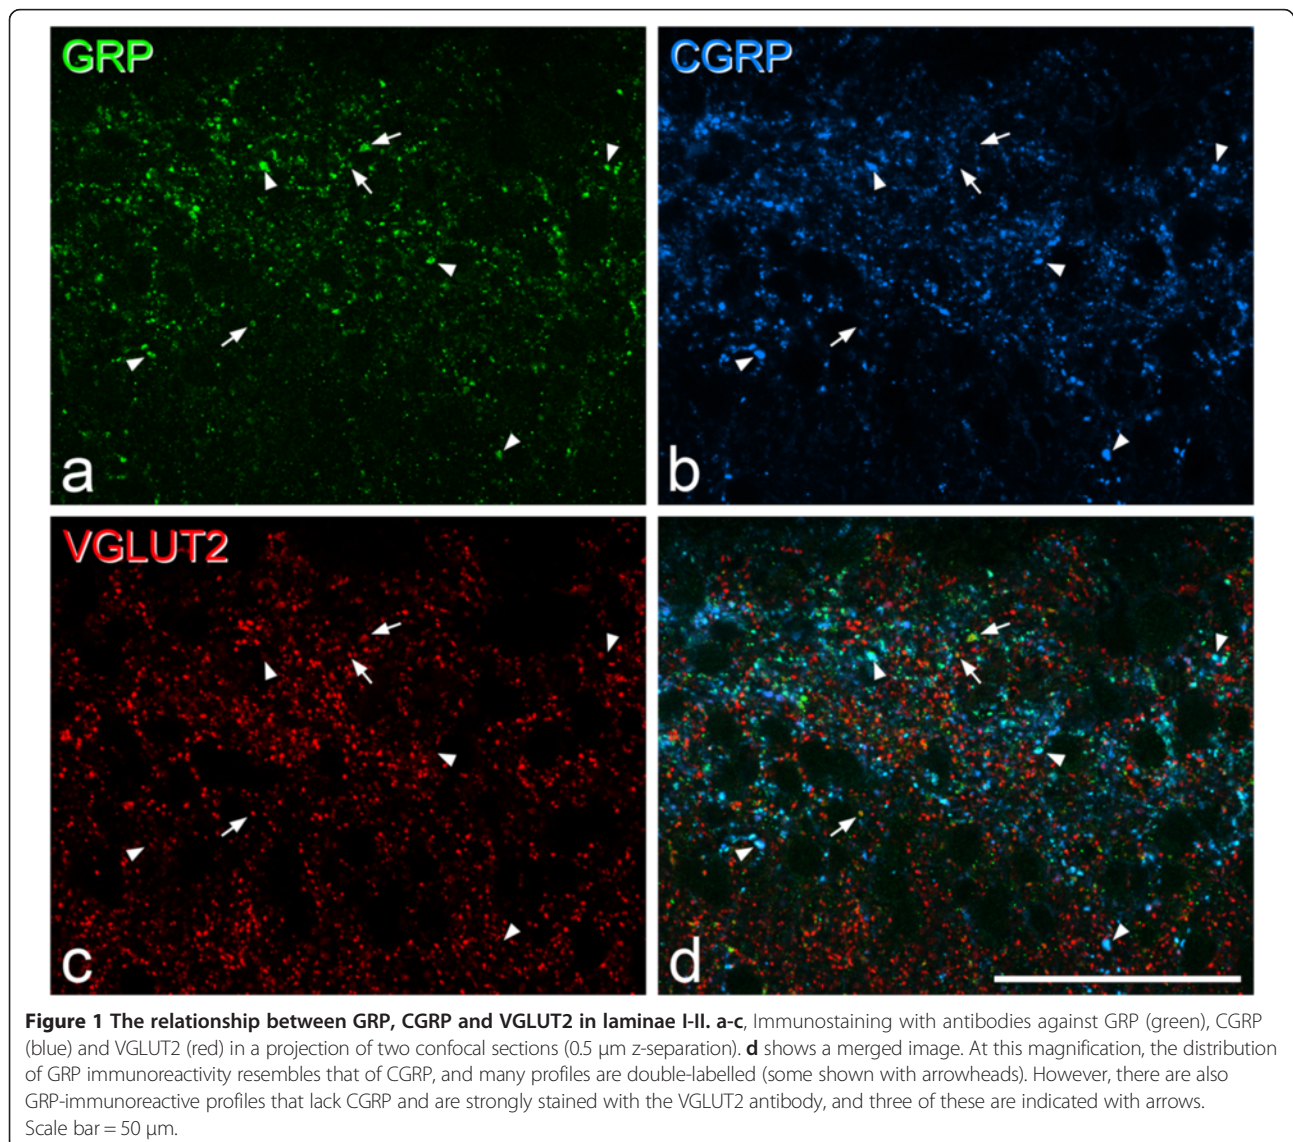 GRP
CGRP
a
b
VGLUT2
c
d
Figure 1 The relationship between GRP, CGRP and VGLUT2 in laminae I-II. a-c, Immunostaining with antibodies against GRP (green), CGRP
(blue) and VGLUT2 (red) in a projection of two confocal sections (0.5 μm z-separation). d shows a merged image. At this magnification, the distribution
of GRP immunoreactivity resembles that of CGRP, and many profiles are double-labelled (some shown with arrowheads). However, there are also
GRP-immunoreactive profiles that lack CGRP and are strongly stained with the VGLUT2 antibody, and three of these are indicated with arrows.
Scale bar = 50 μm.